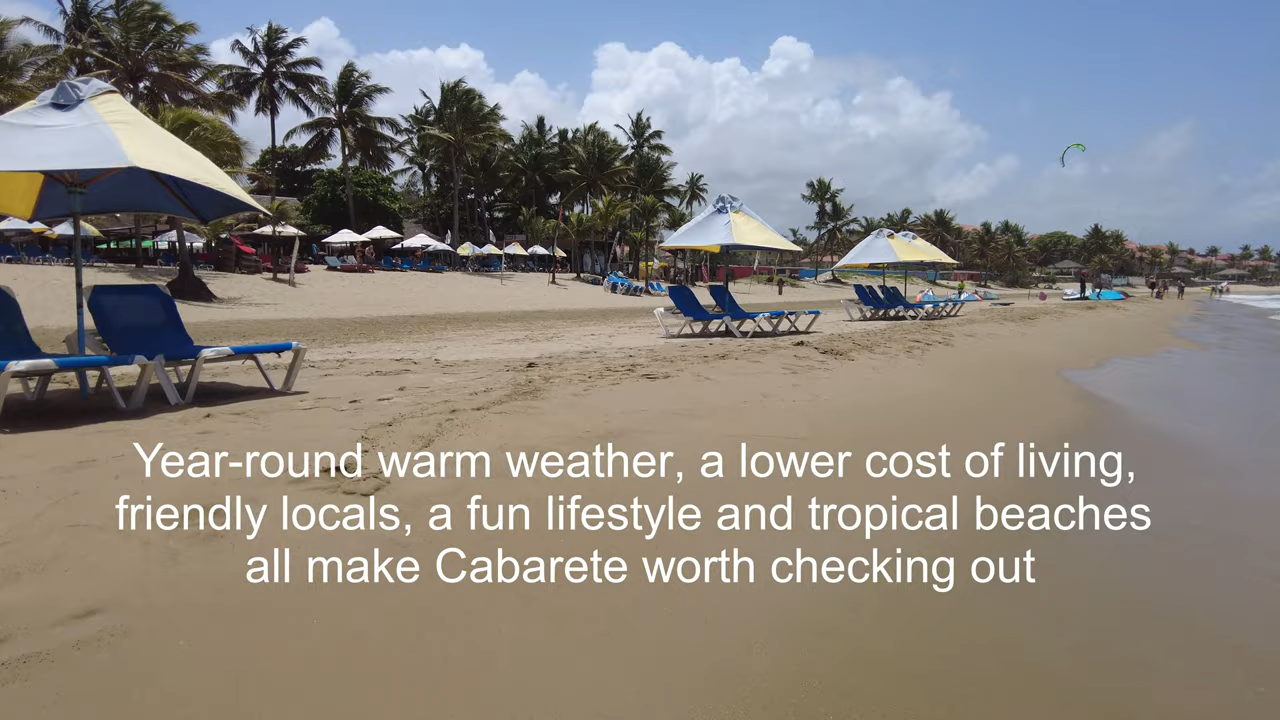 Year-round warm weather, a lower cost of living,
friendly locals, a fun lifestyle and tropical beaches
all make Cabarete worth checking out